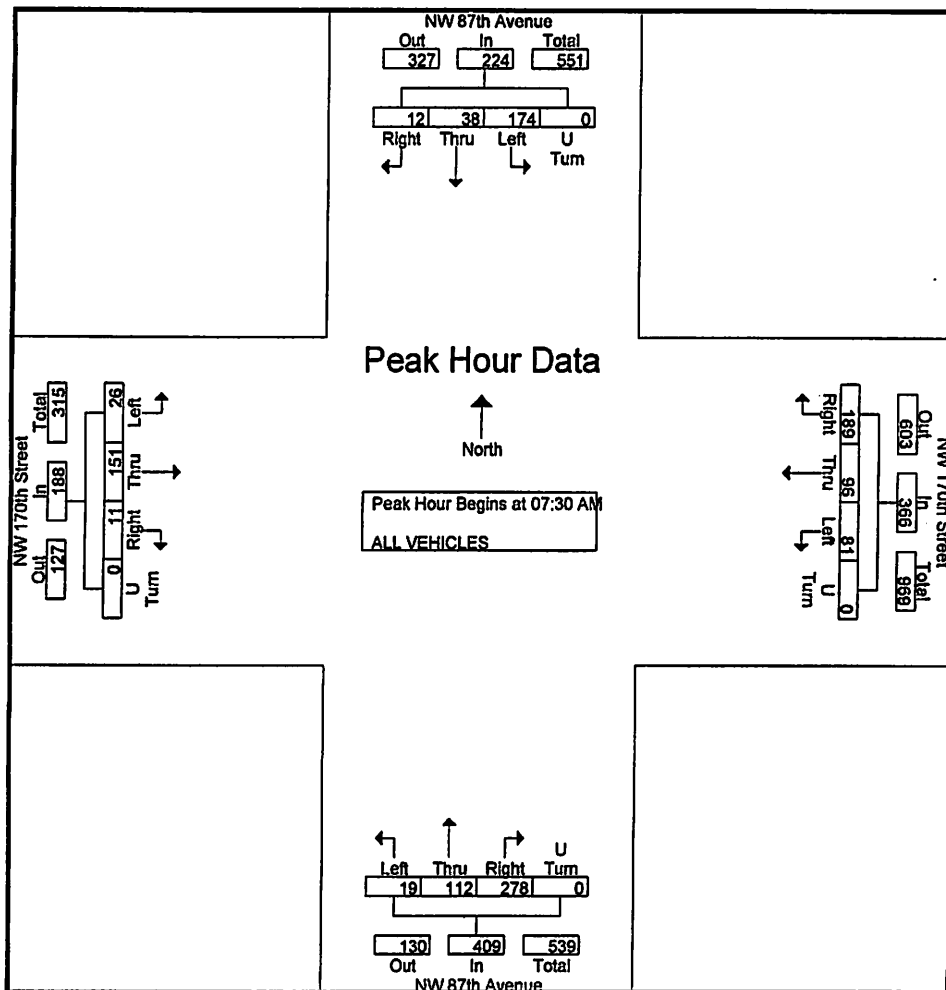 NW 87th Avenue
Out In Total
327 224 551
12 38 174 0
Right Thru Left U Turn
Peak Hour Data
North
Peak Hour Begins at 07:30 AM
ALL VEHICLES
NW 170th Street
Out In Total
127 188 315
26 151 11 0
Left Thru Right U Turn
NW 170th Street
Out In Total
603 366 969
189 96 81 0
Right Thru Left U Turn
Left Thru Right U Turn
19 112 278 0
130 409 539
Out In Total
NW 87th Avenue